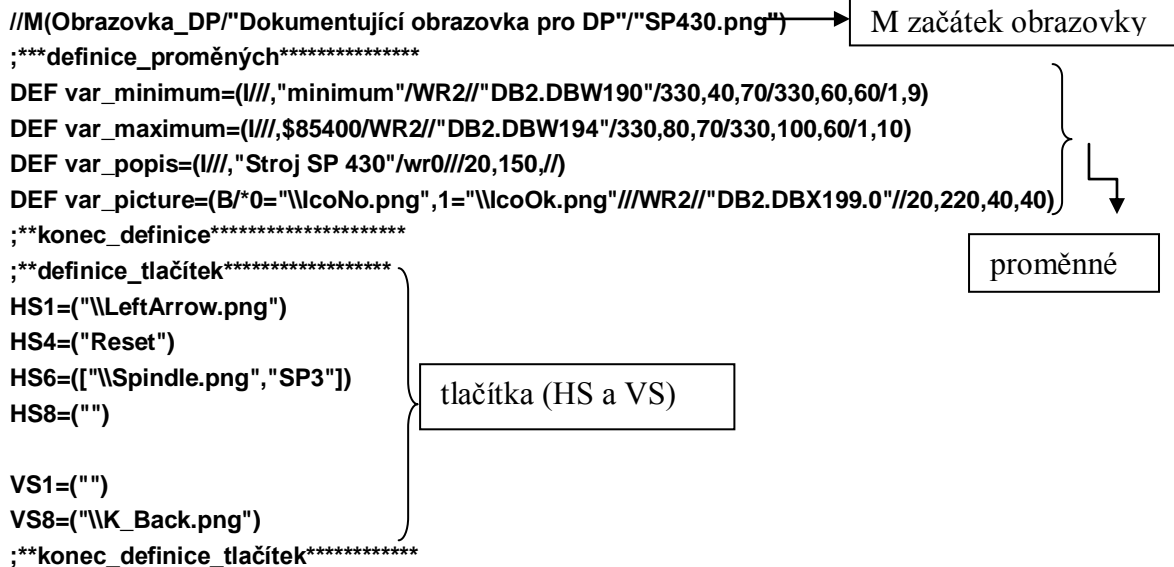 //M(Obrazovka_DP/"Dokumentující obrazovka pro DP"/"SP430.png")
M začátek obrazovky
;***definice_proměných***************
DEF var_minimum=(I///,"minimum"/WR2//"DB2.DBW190"/330,40,70/330,60,60/1,9)
DEF var_maximum=(I///,$85400/WR2//"DB2.DBW194"/330,80,70/330,100,60/1,10)
DEF var_popis=(I///,"Stroj SP 430"/wr0///20,150,//)
DEF var_picture=(B/*0="\\IcoNo.png",1="\\IcoOk.png"///WR2//"DB2.DBX199.0"//20,220,40,40)
proměnné
;**konec_definice*********************
;**definice_tlačítek******************
HS1=("\\LeftArrow.png")
HS4=("Reset")
HS6=(["\\Spindle.png","SP3"])
HS8=("")
tlačítka (HS a VS)
VS1=("")
VS8=("\\K_Back.png")
;**konec_definice_tlačítek************